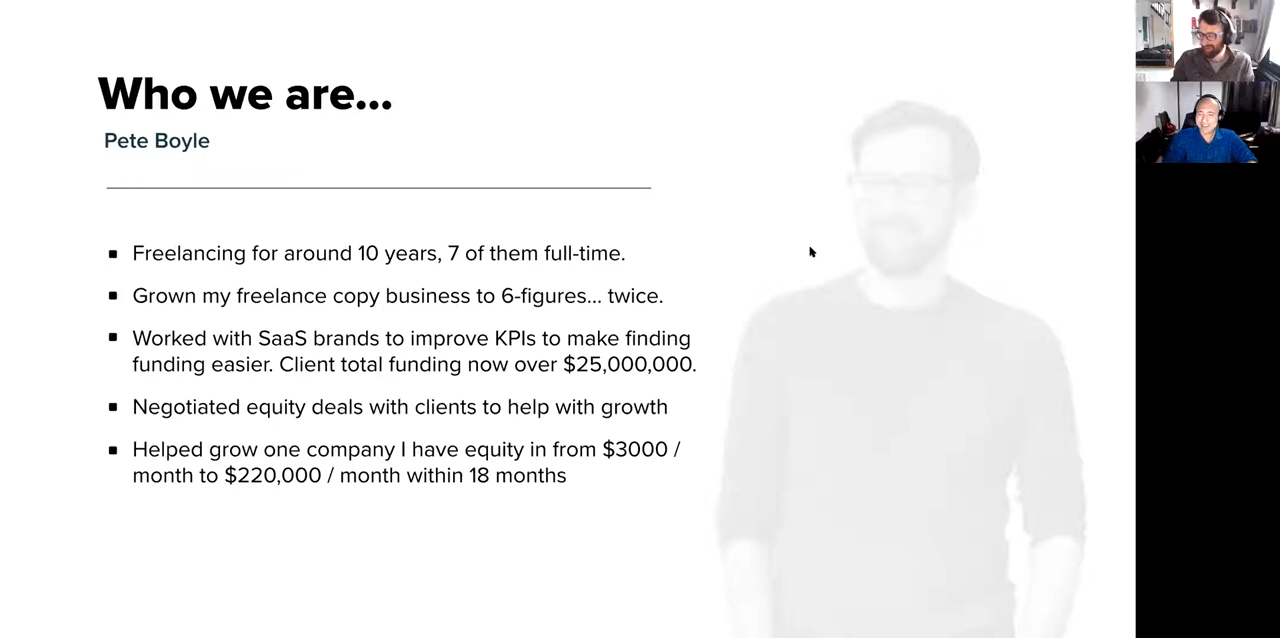 Who we are...
Pete Boyle
▪ Freelancing for around 10 years, 7 of them full-time.
▪ Grown my freelance copy business to 6-figures... twice.
▪ Worked with SaaS brands to improve KPIs to make finding
funding easier. Client total funding now over $25,000,000.
▪ Negotiated equity deals with clients to help with growth
▪ Helped grow one company I have equity in from $3000 /
month to $220,000 / month within 18 months